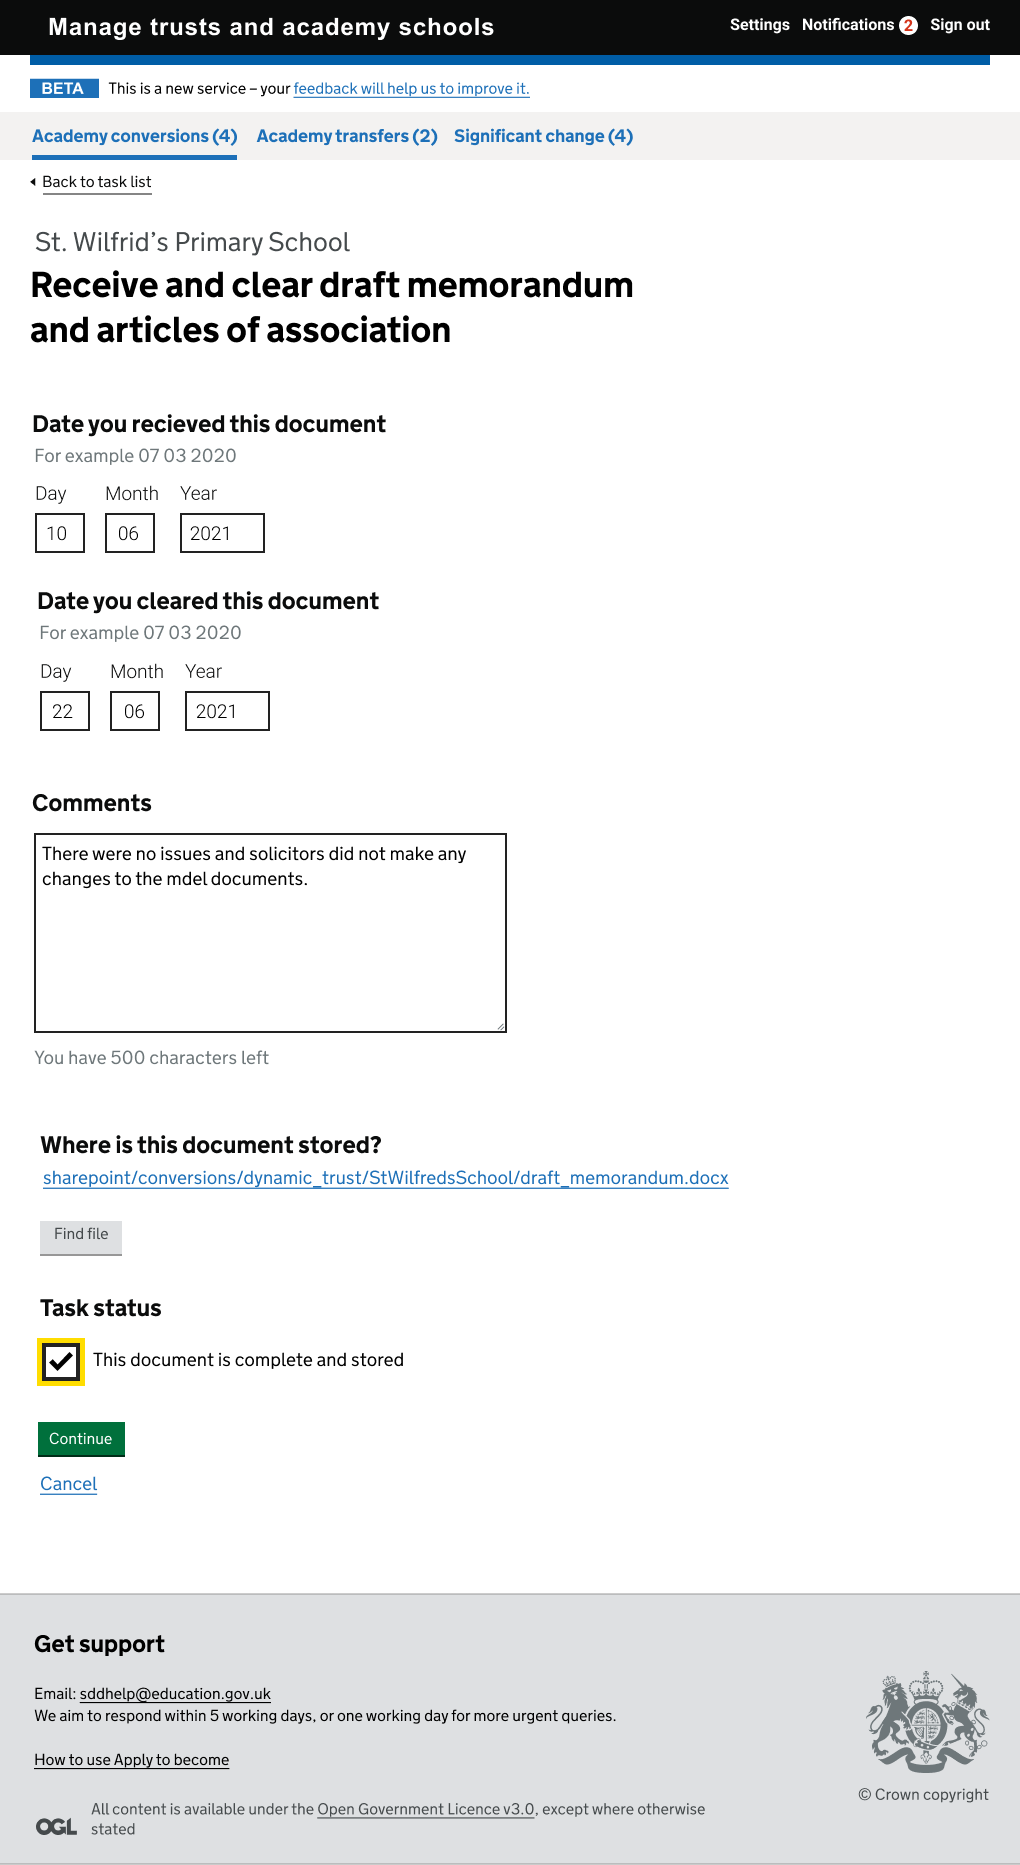 Manage trusts and academy schools
Settings Notifications 2 Sign out
BETA This is a new service – your feedback will help us to improve it.
Academy conversions (4) Academy transfers (2) Significant change (4)
Back to task list
St. Wilfrid’s Primary School
Receive and clear draft memorandum
and articles of association
Date you recieved this document
For example 07 03 2020
Day Month Year
10 06 2021
Date you cleared this document
For example 07 03 2020
Day Month Year
22 06 2021
Comments
There were no issues and solicitors did not make any
changes to the mdel documents.
You have 500 characters left
Where is this document stored?
sharepoint/conversions/dynamic_trust/StWilfredsSchool/draft_memorandum.docx
Find file
Task status
This document is complete and stored
Continue
Cancel
Get support
Email: sddhelp@education.gov.uk
We aim to respond within 5 working days, or one working day for more urgent queries.
How to use Apply to become
© Crown copyright
OGL All content is available under the Open Government Licence v3.0, except where otherwise
stated